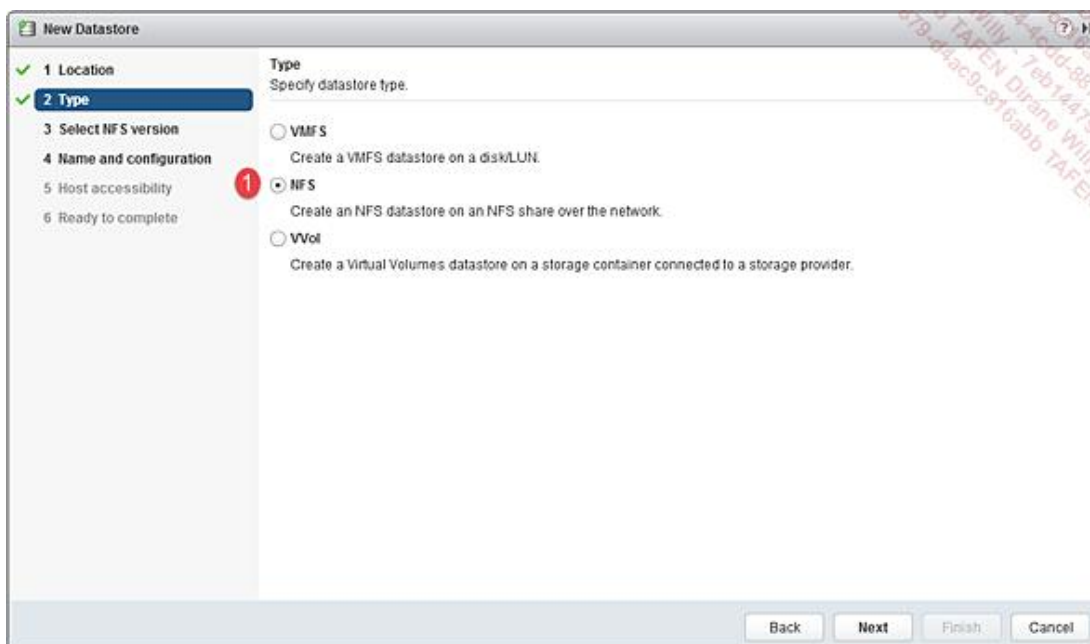 New Datastore
?
1 Location
2 Type
3 Select NFS version
4 Name and configuration
5 Host accessibility
6 Ready to complete
Type
Specify datastore type.
VMFS
Create a VMFS datastore on a disk/LUN.
1
NFS
Create an NFS datastore on an NFS share over the network.
VVol
Create a Virtual Volumes datastore on a storage container connected to a storage provider.
Back
Next
Finish
Cancel
TAFEN Dirane Willy